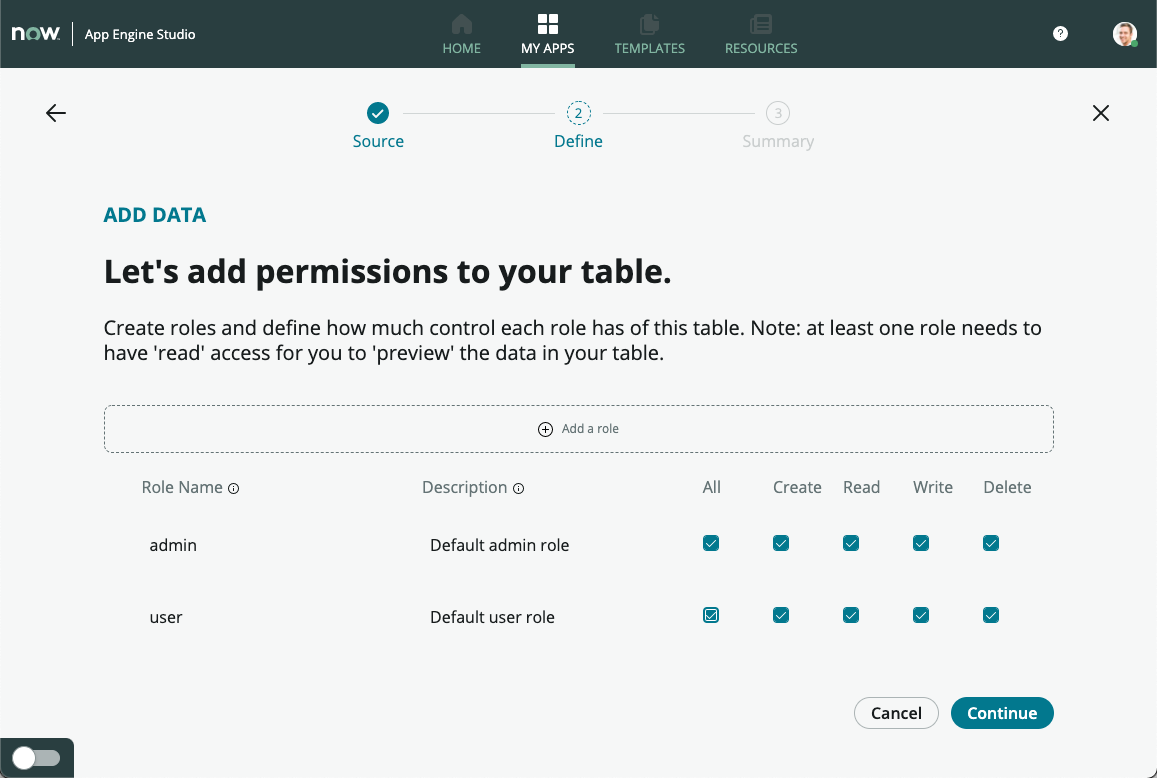 now. App Engine Studio
HOME MY APPS TEMPLATES RESOURCES
?
2 3
Source Define Summary
ADD DATA
Let's add permissions to your table.
Create roles and define how much control each role has of this table. Note: at least one role needs to
have 'read' access for you to 'preview' the data in your table.
Add a role
Role Name Description All Create Read Write Delete
admin Default admin role
user Default user role
Cancel Continue